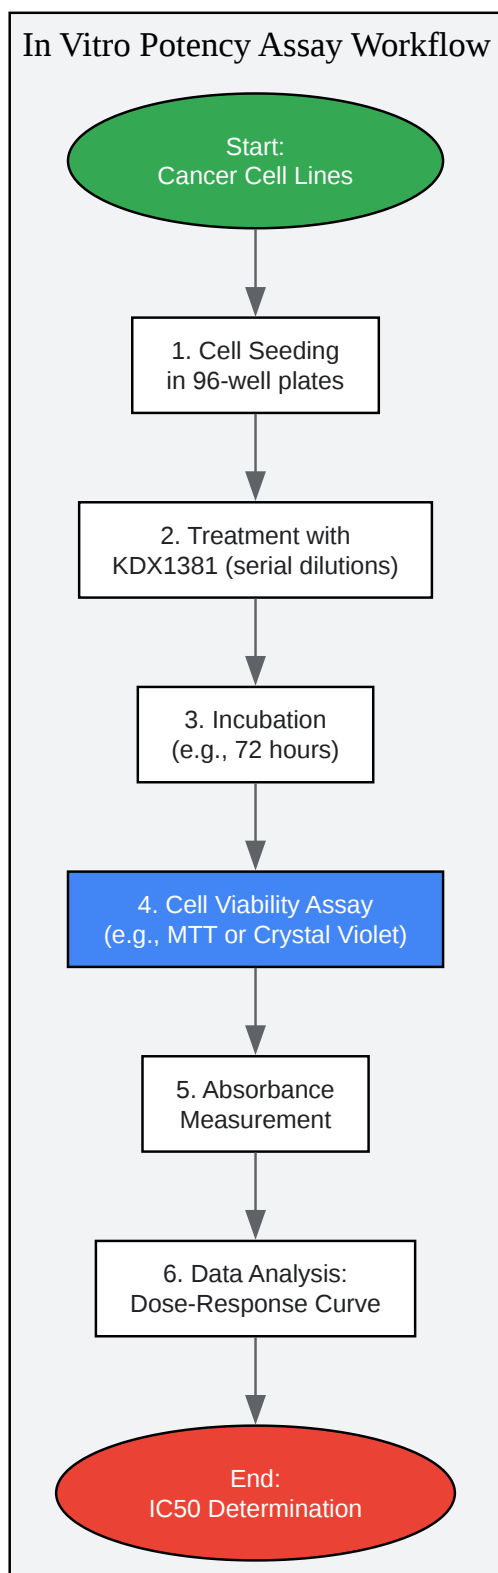 In Vitro Potency Assay Workflow
Start:
Cancer Cell Lines
1. Cell Seeding
in 96-well plates
2. Treatment with
KDX1381 (serial dilutions)
3. Incubation
(e.g., 72 hours)
4. Cell Viability Assay
(e.g., MTT or Crystal Violet)
5. Absorbance
Measurement
6. Data Analysis:
Dose-Response Curve
End:
IC50 Determination